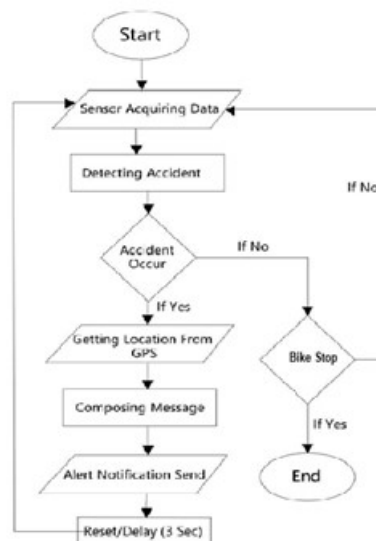 Start
Sensor Acquiring Data
Detecting Accident
If No
Accident
Occur
If No
If Yes
Getting Location From
GPS
Bike Stop
Composing Message
If Yes
Alert Notification Send
End
Reset/Delay (3 Sec)